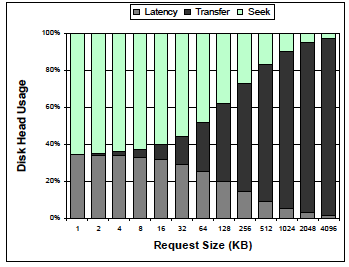 Latency Transfer Seek
100%
80%
60%
40%
20%
0%
Disk Head Usage
1 2 4 8 16 32 64 128 256 512 1024 2048 4096
Request Size (KB)